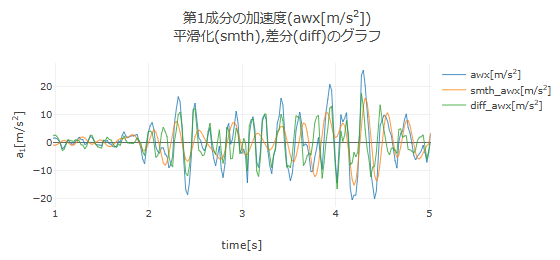 第1成分の加速度(awx[m/s²])
平滑化(smth),差分(diff)のグラフ
awx[m/s²]
smth_awx[m/s²]
diff_awx[m/s²]
a₁[m/s²]
20
10
0
−10
−20
1
2
3
4
5
time[s]